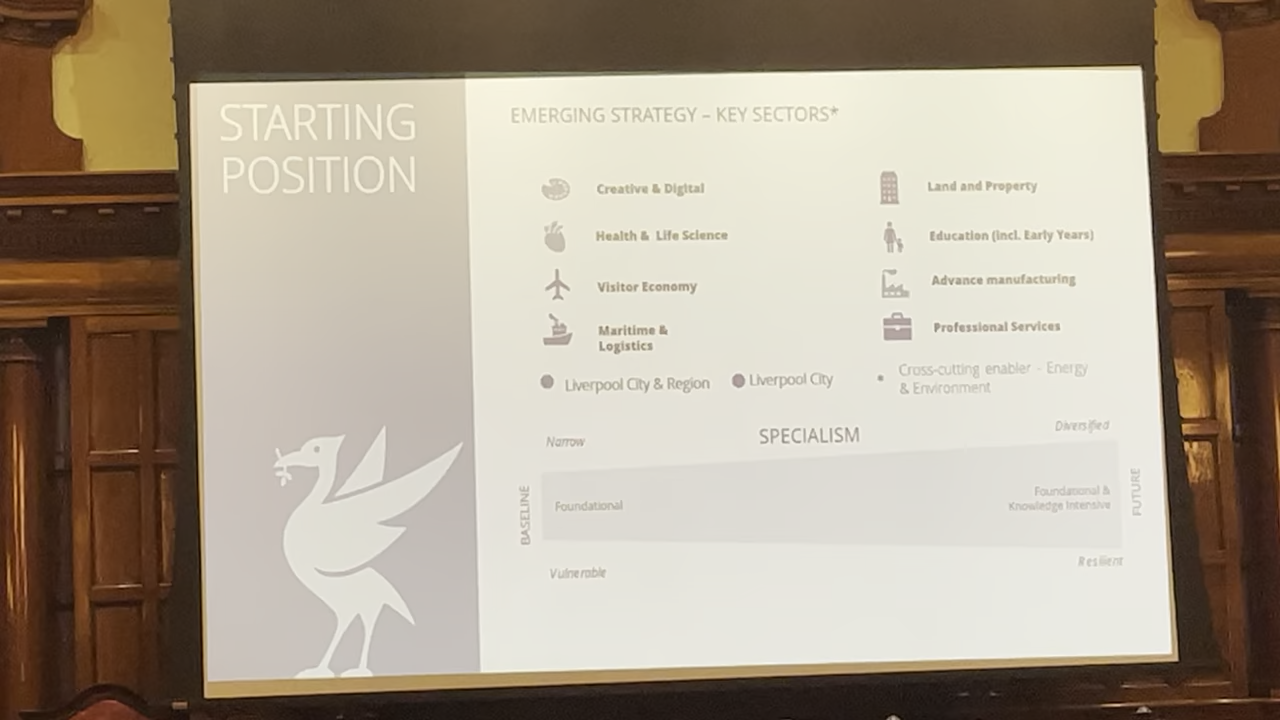 STARTING
POSITION
EMERGING STRATEGY – KEY SECTORS*
Creative & Digital
Health & Life Science
Visitor Economy
Maritime &
Logistics
Land and Property
Education (incl. Early Years)
Advance manufacturing
Professional Services
Liverpool City & Region
Liverpool City
Cross-cutting enabler - Energy
& Environment
SPECIALISM
Narrow
Diversified
BASELINE
Foundational
Foundational &
Knowledge Intensive
FUTURE
Vulnerable
Resilient